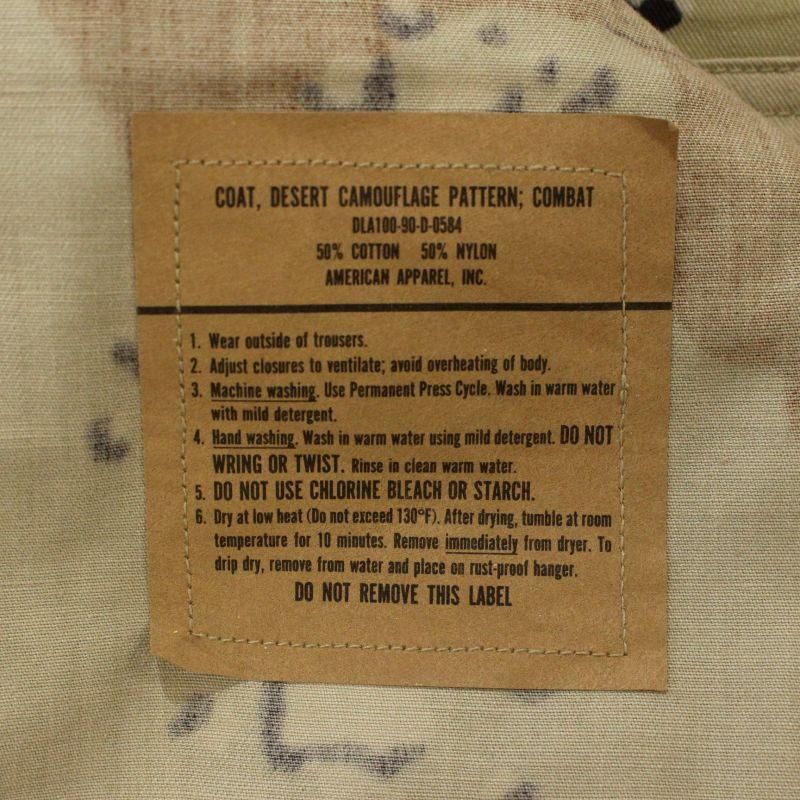 COAT, DESERT CAMOUFLAGE PATTERN; COMBAT
DLA100-90-D-0584
50% COTTON 50% NYLON
AMERICAN APPAREL, INC.
1. Wear outside of trousers.
2. Adjust closures to ventilate; avoid overheating of body.
3. Machine washing. Use Permanent Press Cycle. Wash in warm water
with mild detergent.
4. Hand washing. Wash in warm water using mild detergent. DO NOT
WRING OR TWIST. Rinse in clean warm water.
5. DO NOT USE CHLORINE BLEACH OR STARCH.
6. Dry at low heat (Do not exceed 130°F). After drying, tumble at room
temperature for 10 minutes. Remove immediately from dryer. To
drip dry, remove from water and place on rust-proof hanger.
DO NOT REMOVE THIS LABEL